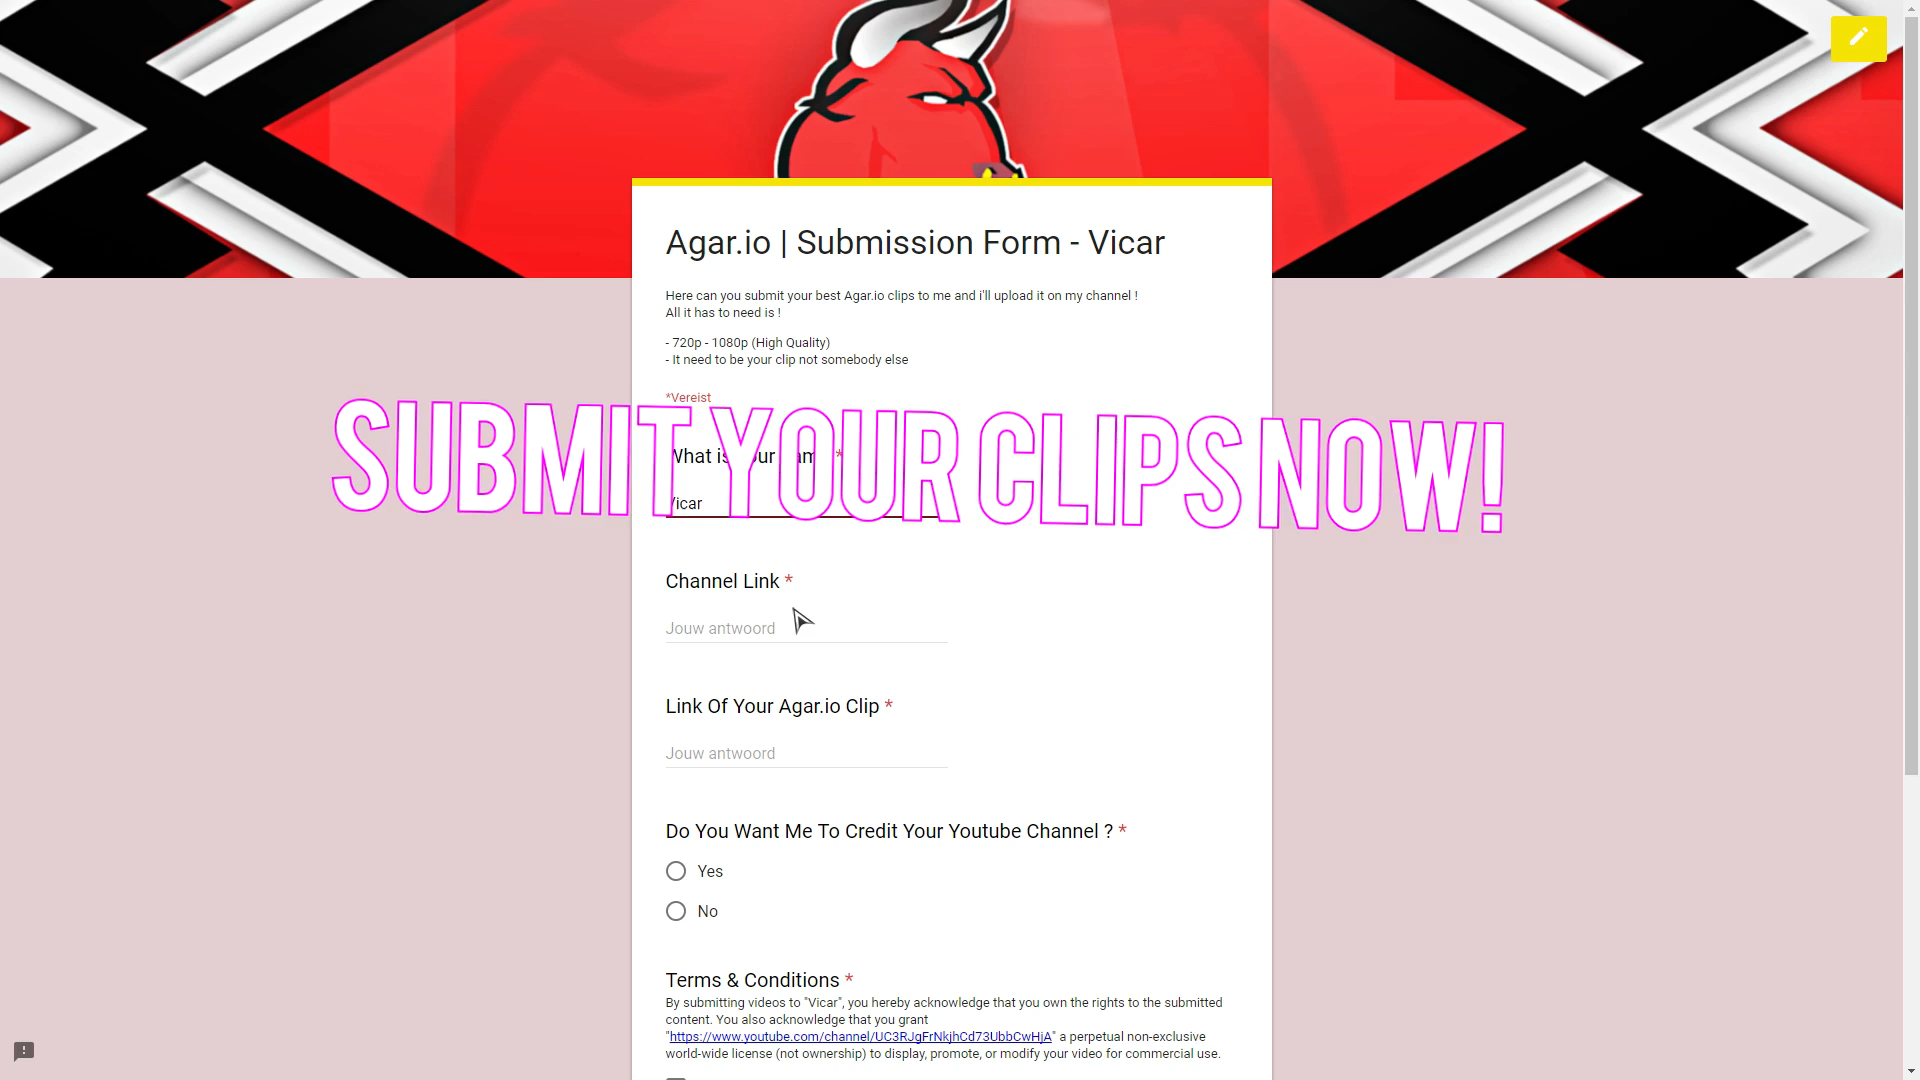 Agar.io | Submission Form - Vicar
Here can you submit your best Agar.io clips to me and i'll upload it on my channel !
All it has to need is !
- 720p - 1080p (High Quality)
- It need to be your clip not somebody else
*Vereist
SUBMIT YOUR CLIPS NOW!
What is your name *
Vicar
Channel Link *
Jouw antwoord
Link Of Your Agar.io Clip *
Jouw antwoord
Do You Want Me To Credit Your Youtube Channel ? *
Yes
No
Terms & Conditions *
By submitting videos to "Vicar", you hereby acknowledge that you own the rights to the submitted
content. You also acknowledge that you grant
"https://www.youtube.com/channel/UC3RJgFrNkjhCd73UbbCwHjA" a perpetual non-exclusive
world-wide license (not ownership) to display, promote, or modify your video for commercial use.